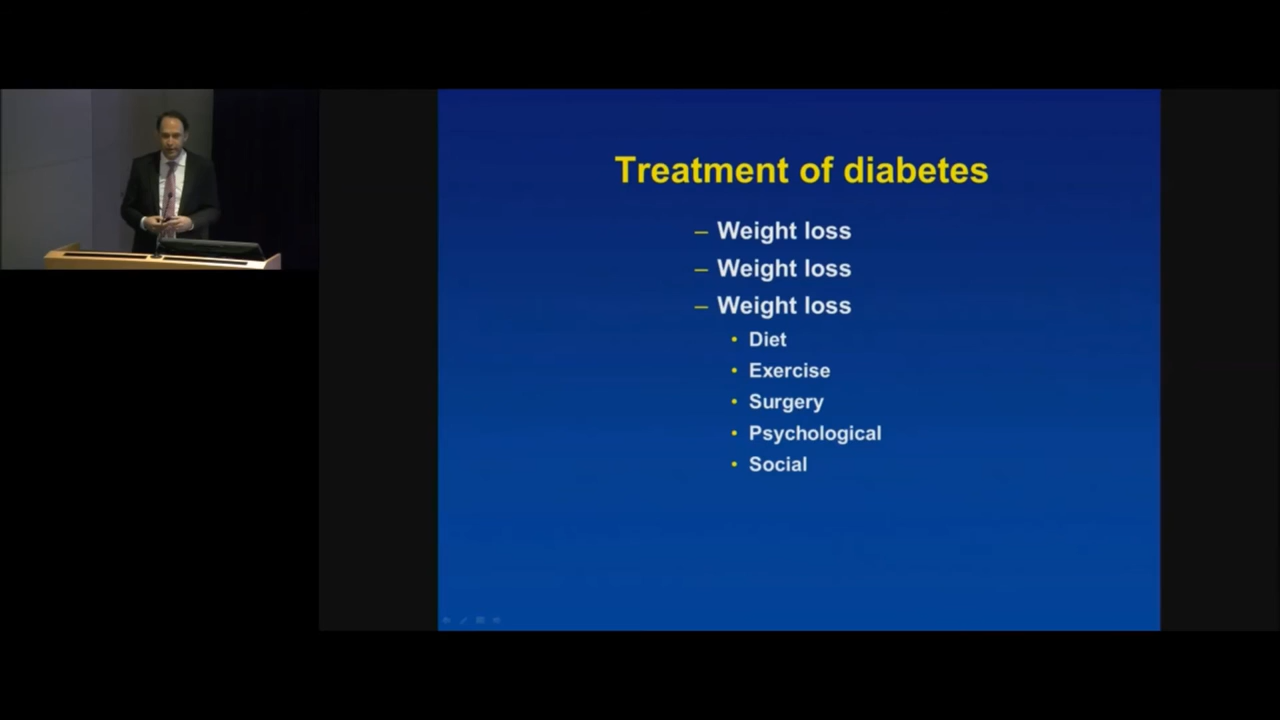 Treatment of diabetes
– Weight loss
– Weight loss
– Weight loss
• Diet
• Exercise
• Surgery
• Psychological
• Social